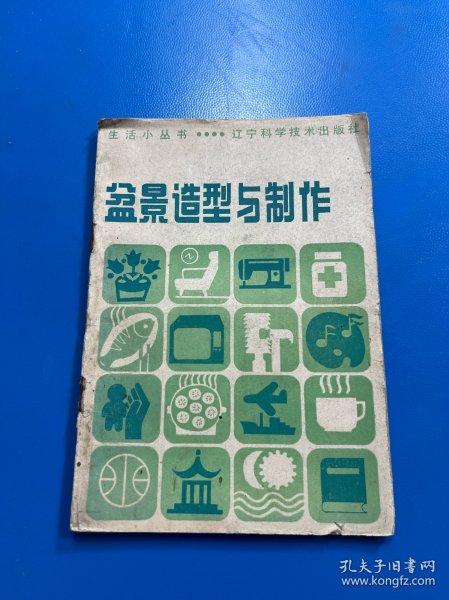 生活小丛书 •••• 辽宁科学技术出版社
盆景造型与制作
孔夫子旧书网
www.kongfz.com